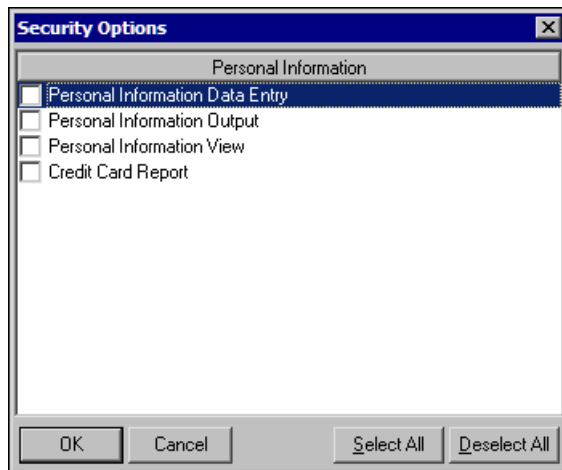 Security Options
Personal Information
Personal Information Data Entry
Personal Information Output
Personal Information View
Credit Card Report
OK Cancel Select All Deselect All